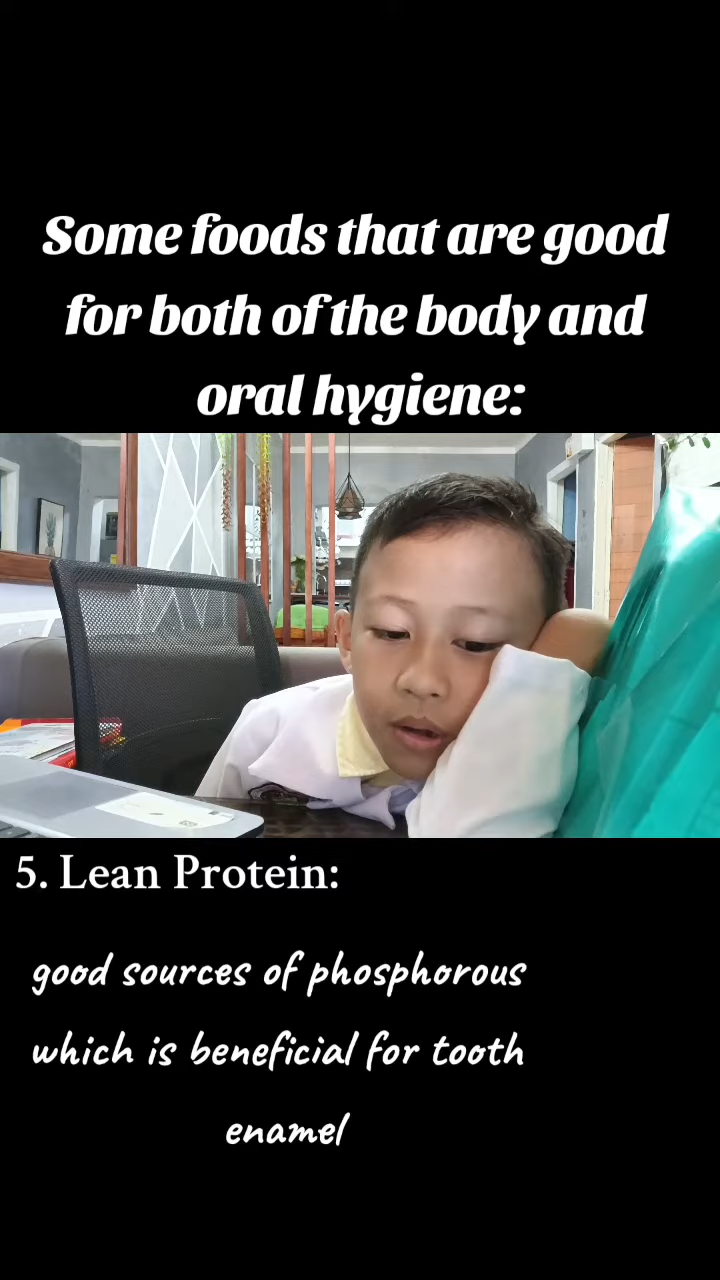 Some foods that are good
for both of the body and
oral hygiene:
5. Lean Protein:
good sources of phosphorous
which is beneficial for tooth
enamel